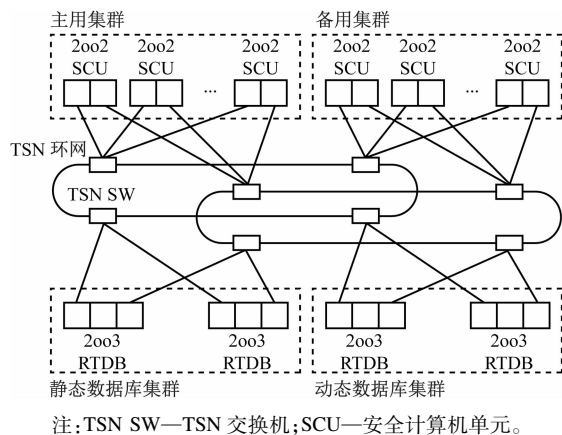 主用集群 备用集群
2oo2 2oo2 2oo2 2oo2 2oo2 2oo2
SCU SCU ... SCU SCU SCU ... SCU
TSN 环网
TSN SW
2oo3 2oo3 2oo3 2oo3
RTDB RTDB RTDB RTDB
静态数据库集群 动态数据库集群
注:TSN SW—TSN 交换机;SCU—安全计算机单元。